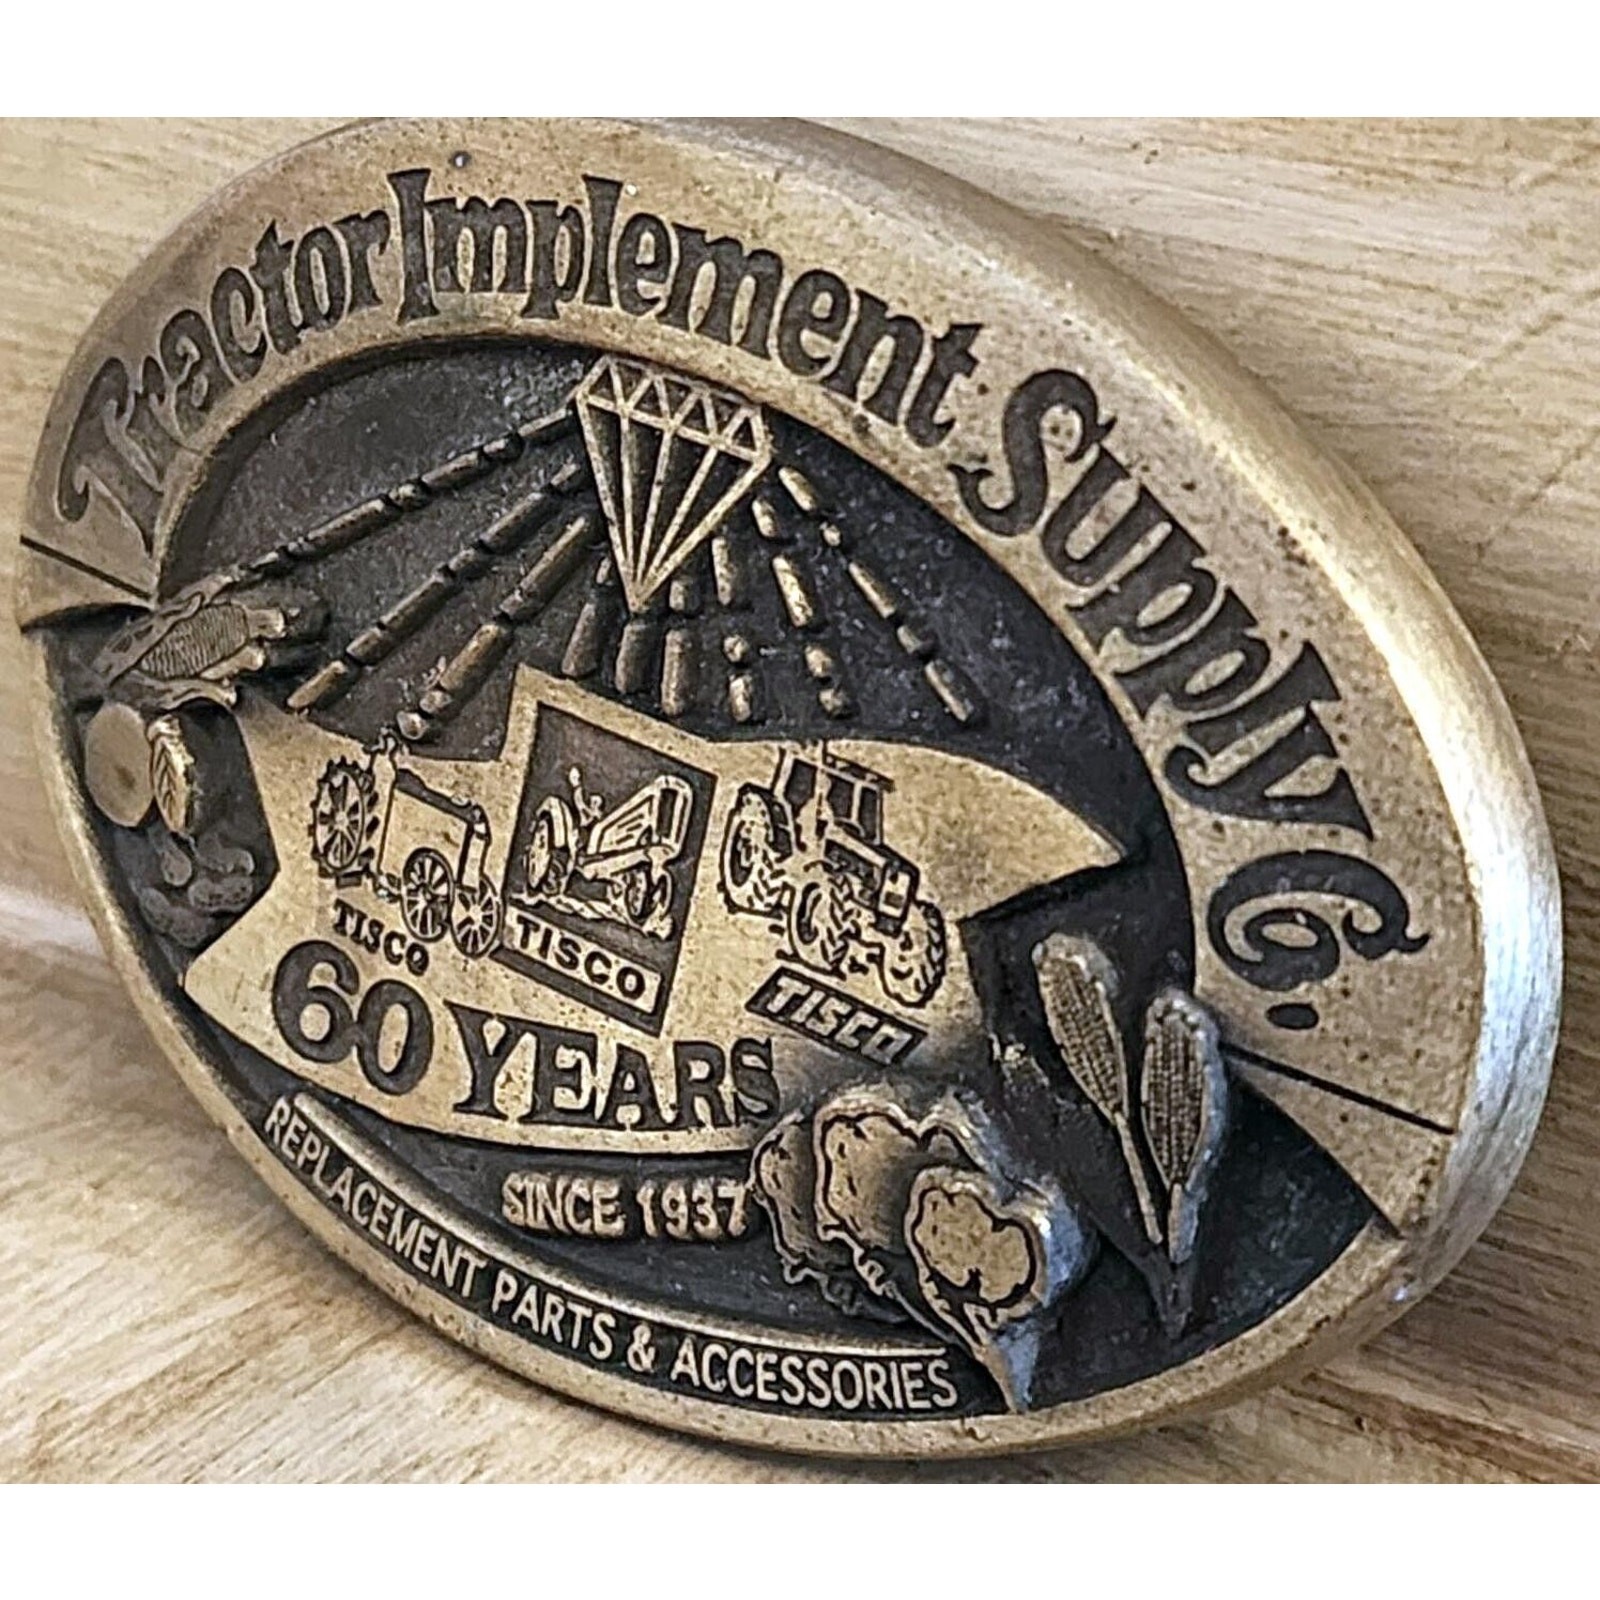 Tractor Implement Supply Co.
TISCO
TISCO
TISCO
60 YEARS
SINCE 1937
REPLACEMENT PARTS & ACCESSORIES